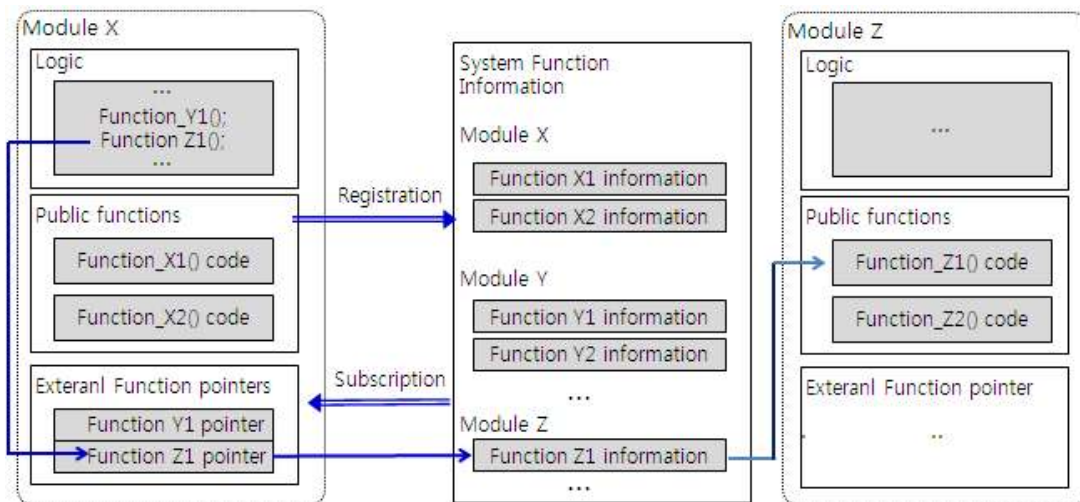 Module X
Logic
...
Function_Y1();
Function Z1();
...
Public functions
Function_X1() code
Function_X2() code
Exteranl Function pointers
Function Y1 pointer
Function Z1 pointer
Registration
Subscription
System Function
Information
Module X
Function X1 information
Function X2 information
Module Y
Function Y1 information
Function Y2 information
...
Module Z
Function Z1 information
...
Module Z
Logic
...
Public functions
Function_Z1() code
Function_Z2() code
Exteranl Function pointer
.. ..